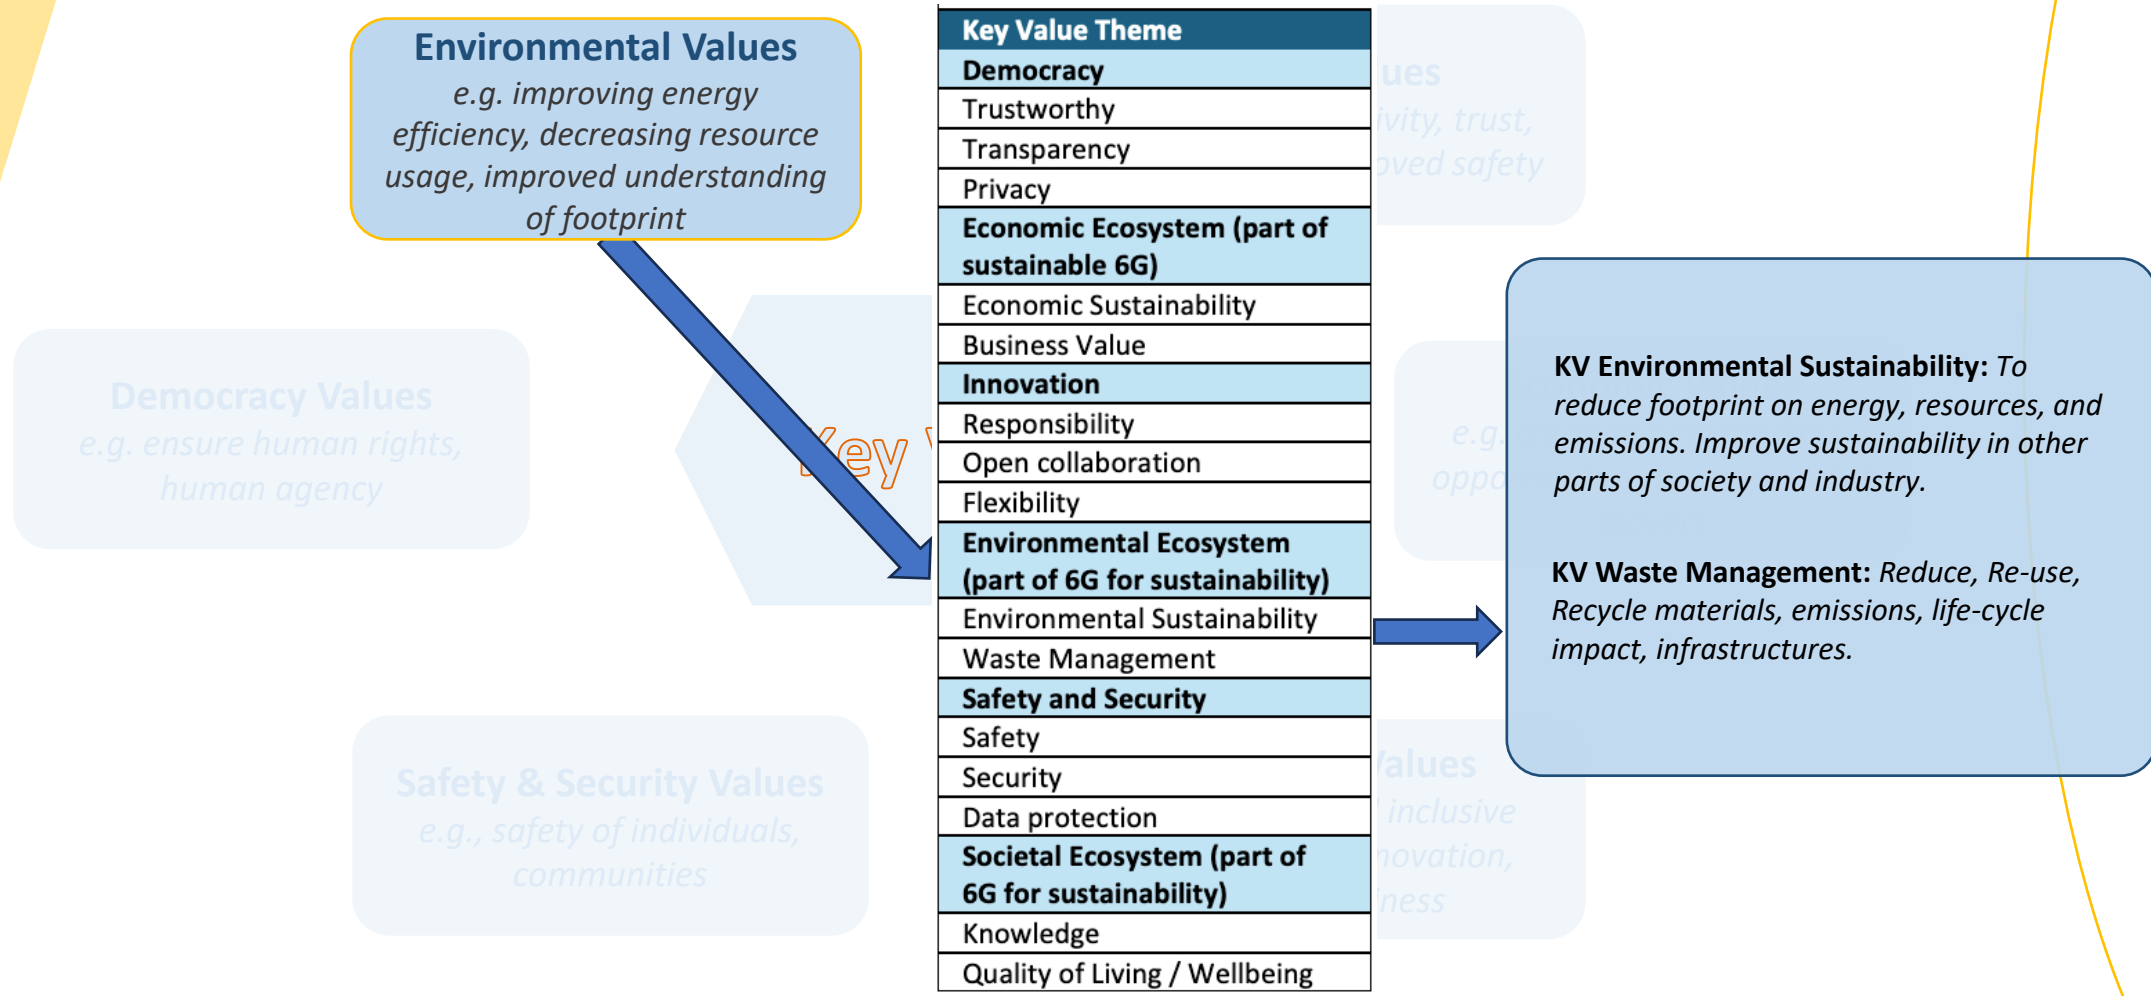 Environmental Values
e.g. improving energy
efficiency, decreasing resource
usage, improved understanding
of footprint
Democracy Values
e.g. ensure human rights,
human agency
Key
Safety & Security Values
e.g., safety of individuals,
communities
Key Value Theme
Democracy
Trustworthy
Transparency
Privacy
Economic Ecosystem (part of
sustainable 6G)
Economic Sustainability
Business Value
Innovation
Responsibility
Open collaboration
Flexibility
Environmental Ecosystem
(part of 6G for sustainability)
Environmental Sustainability
Waste Management
Safety and Security
Safety
Security
Data protection
Societal Ecosystem (part of
6G for sustainability)
Knowledge
Quality of Living / Wellbeing
trust,
safety
e.g.
KV Environmental Sustainability: To
reduce footprint on energy, resources, and
emissions. Improve sustainability in other
parts of society and industry.
KV Waste Management: Reduce, Re-use,
Recycle materials, emissions, life-cycle
impact, infrastructures.
Values
inclusive